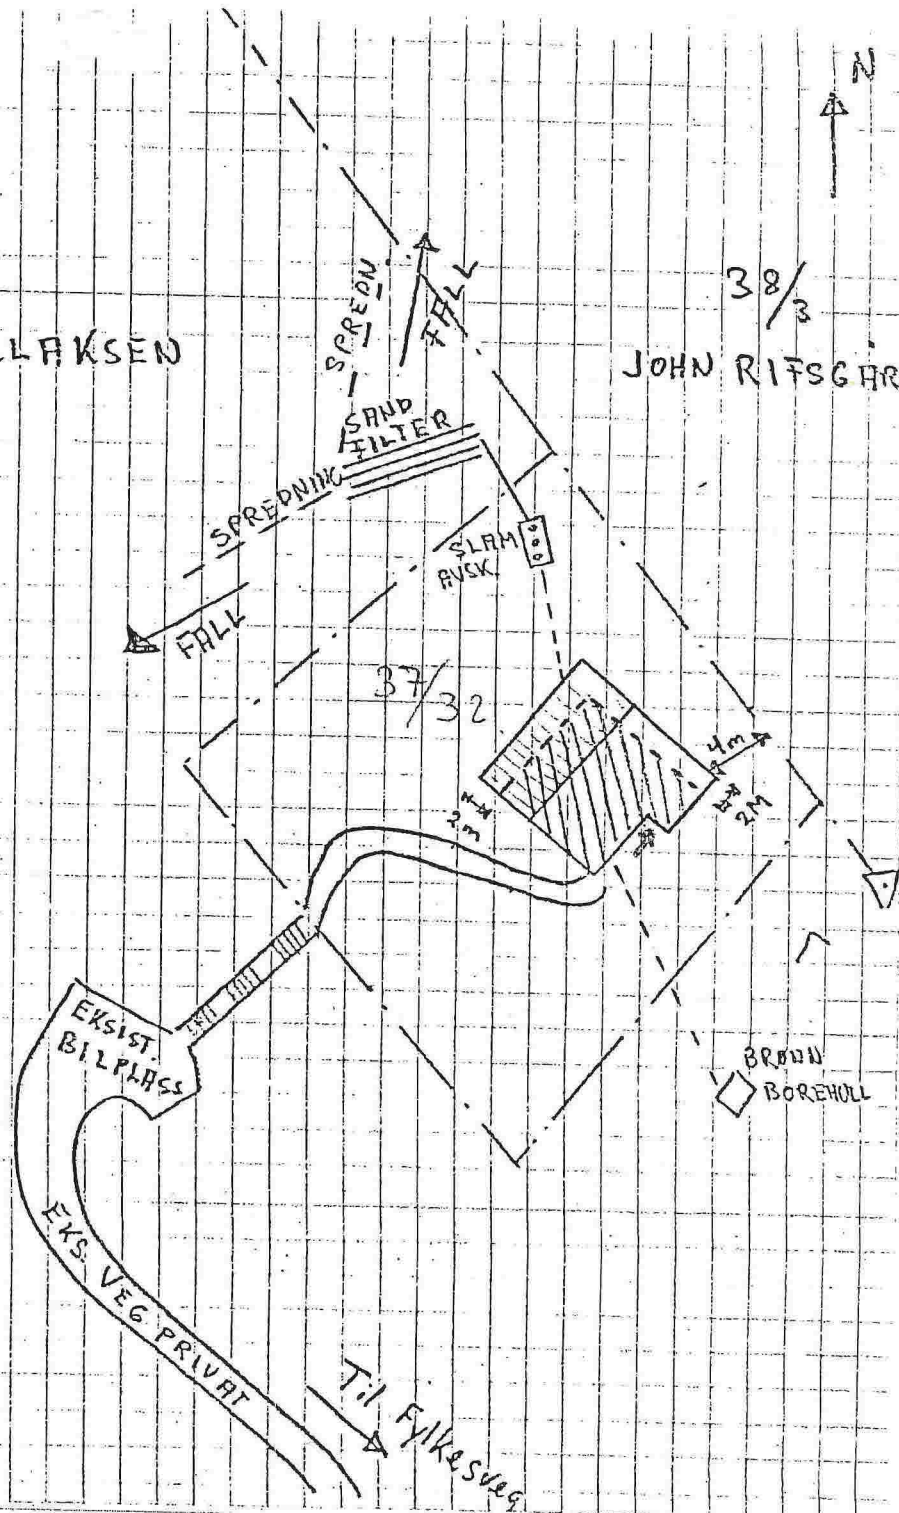 N
38/3
JOHN RIFSGÅR
LAKSEN
SPREDN
FALL
SAND
FILTER
SPREDNING
SLAM
AVSK.
FALL
37/32
4m
2M
2m
EKSIST.
BILPLASS
BRØNN
BOREHULL
EKS. VEG PRIVAT
Til Fylkesveg